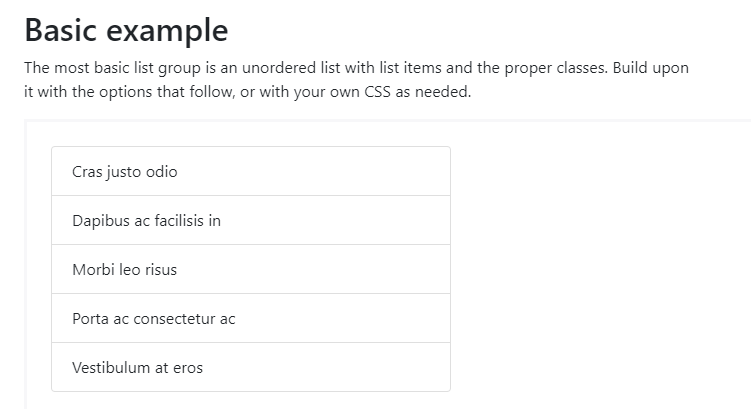 Basic example
The most basic list group is an unordered list with list items and the proper classes. Build upon
it with the options that follow, or with your own CSS as needed.
Cras justo odio
Dapibus ac facilisis in
Morbi leo risus
Porta ac consectetur ac
Vestibulum at eros